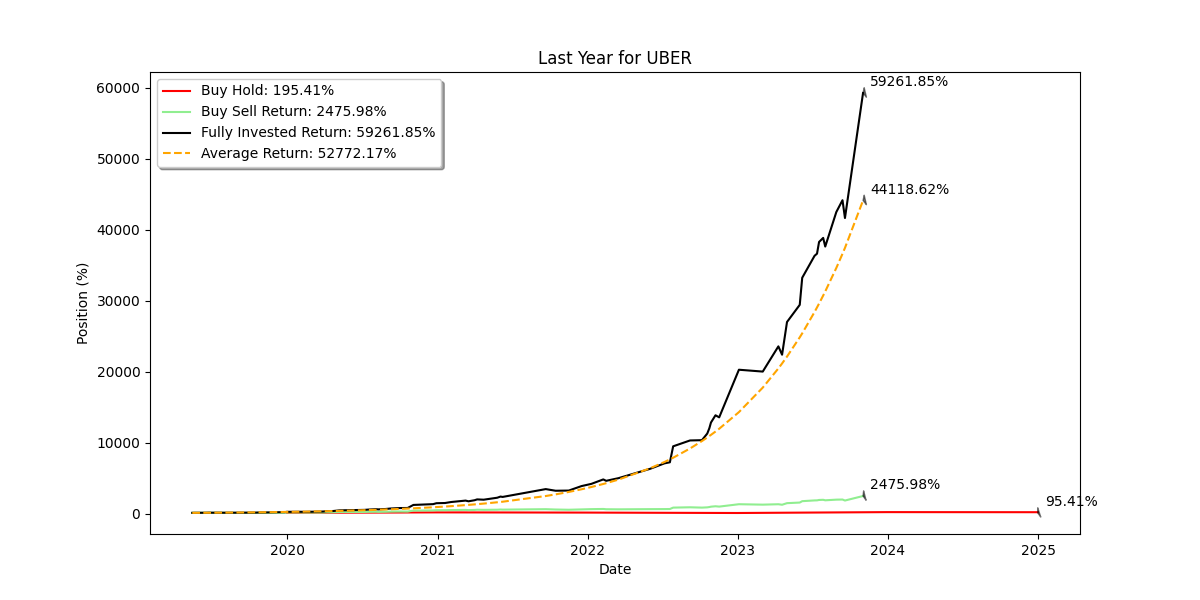 Last Year for UBER
Buy Hold: 195.41%
Buy Sell Return: 2475.98%
Fully Invested Return: 59261.85%
Average Return: 52772.17%
59261.85%
44118.62%
2475.98%
95.41%
Position (%)
60000
50000
40000
30000
20000
10000
0
2020
2021
2022
2023
2024
2025
Date